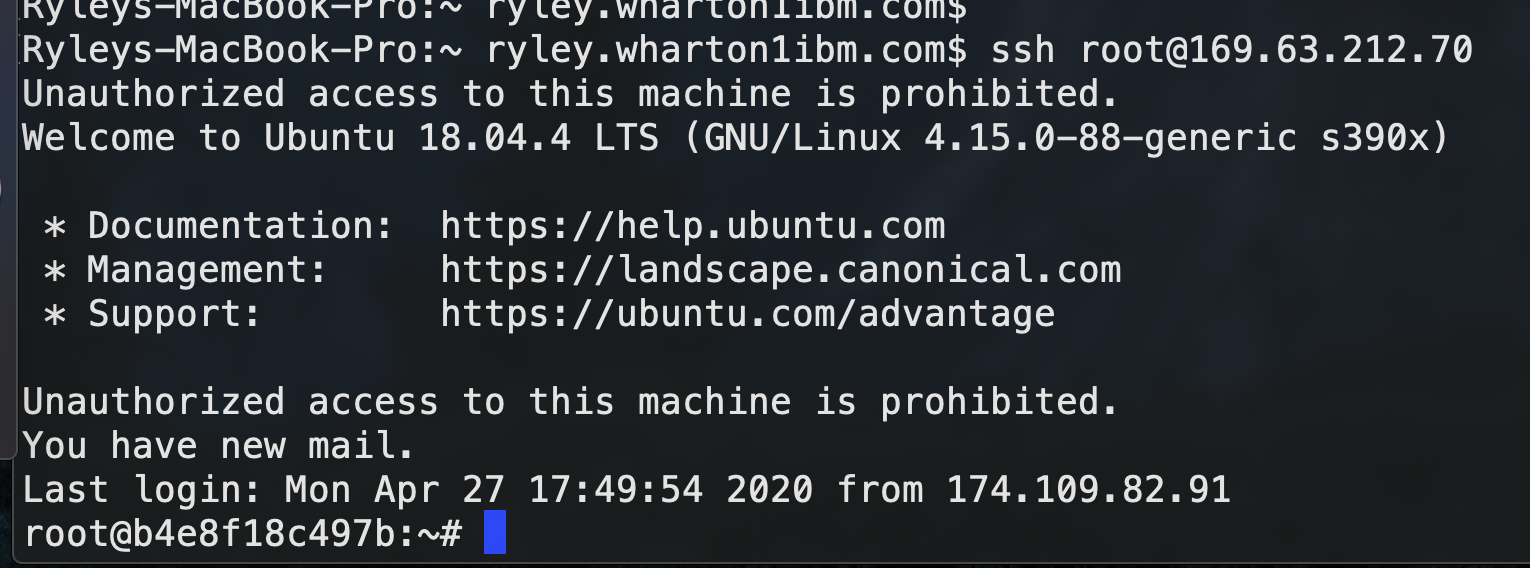 Ryleys-MacBook-Pro:~ ryley.wharton1ibm.com$
Ryleys-MacBook-Pro:~ ryley.wharton1ibm.com$ ssh root@169.63.212.70
Unauthorized access to this machine is prohibited.
Welcome to Ubuntu 18.04.4 LTS (GNU/Linux 4.15.0-88-generic s390x)
* Documentation:  https://help.ubuntu.com
* Management:     https://landscape.canonical.com
* Support:        https://ubuntu.com/advantage
Unauthorized access to this machine is prohibited.
You have new mail.
Last login: Mon Apr 27 17:49:54 2020 from 174.109.82.91
root@b4e8f18c497b:~#